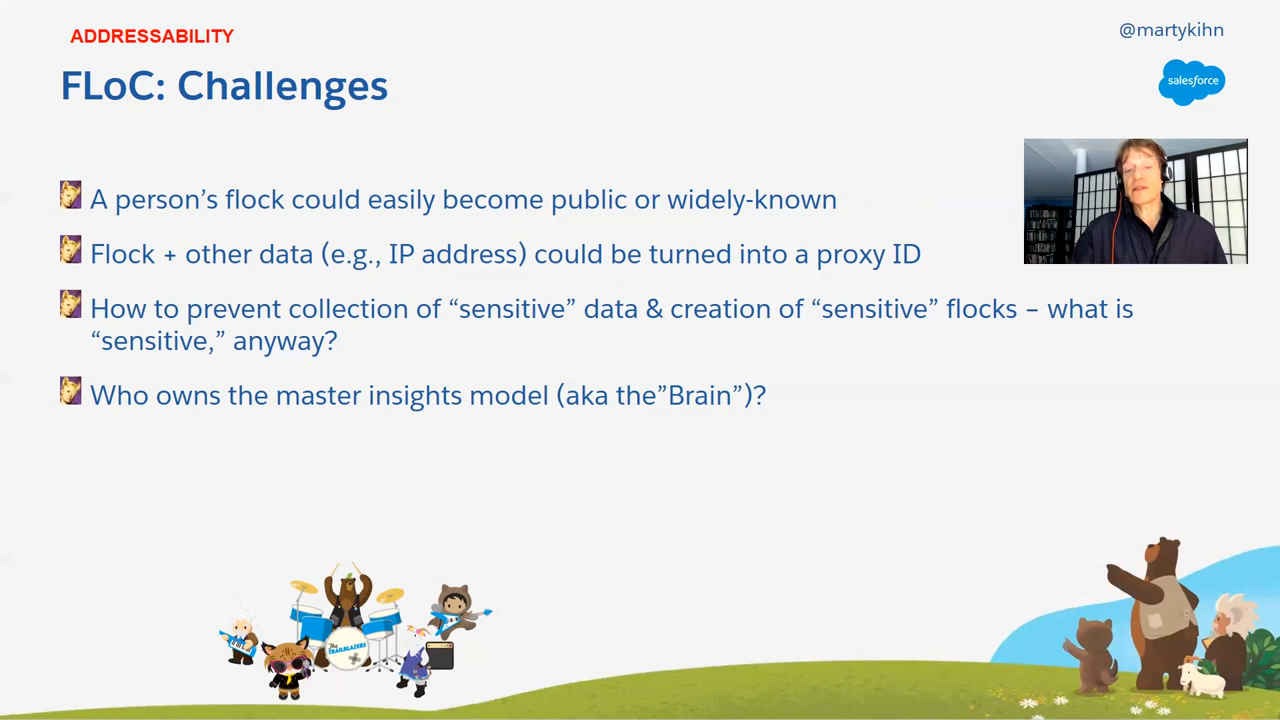 ADDRESSABILITY
@martykihn
FLoC: Challenges
salesforce
A person’s flock could easily become public or widely-known
Flock + other data (e.g., IP address) could be turned into a proxy ID
How to prevent collection of “sensitive” data & creation of “sensitive” flocks – what is
“sensitive,” anyway?
Who owns the master insights model (aka the”Brain”)?
The
TRAILBLAZERS